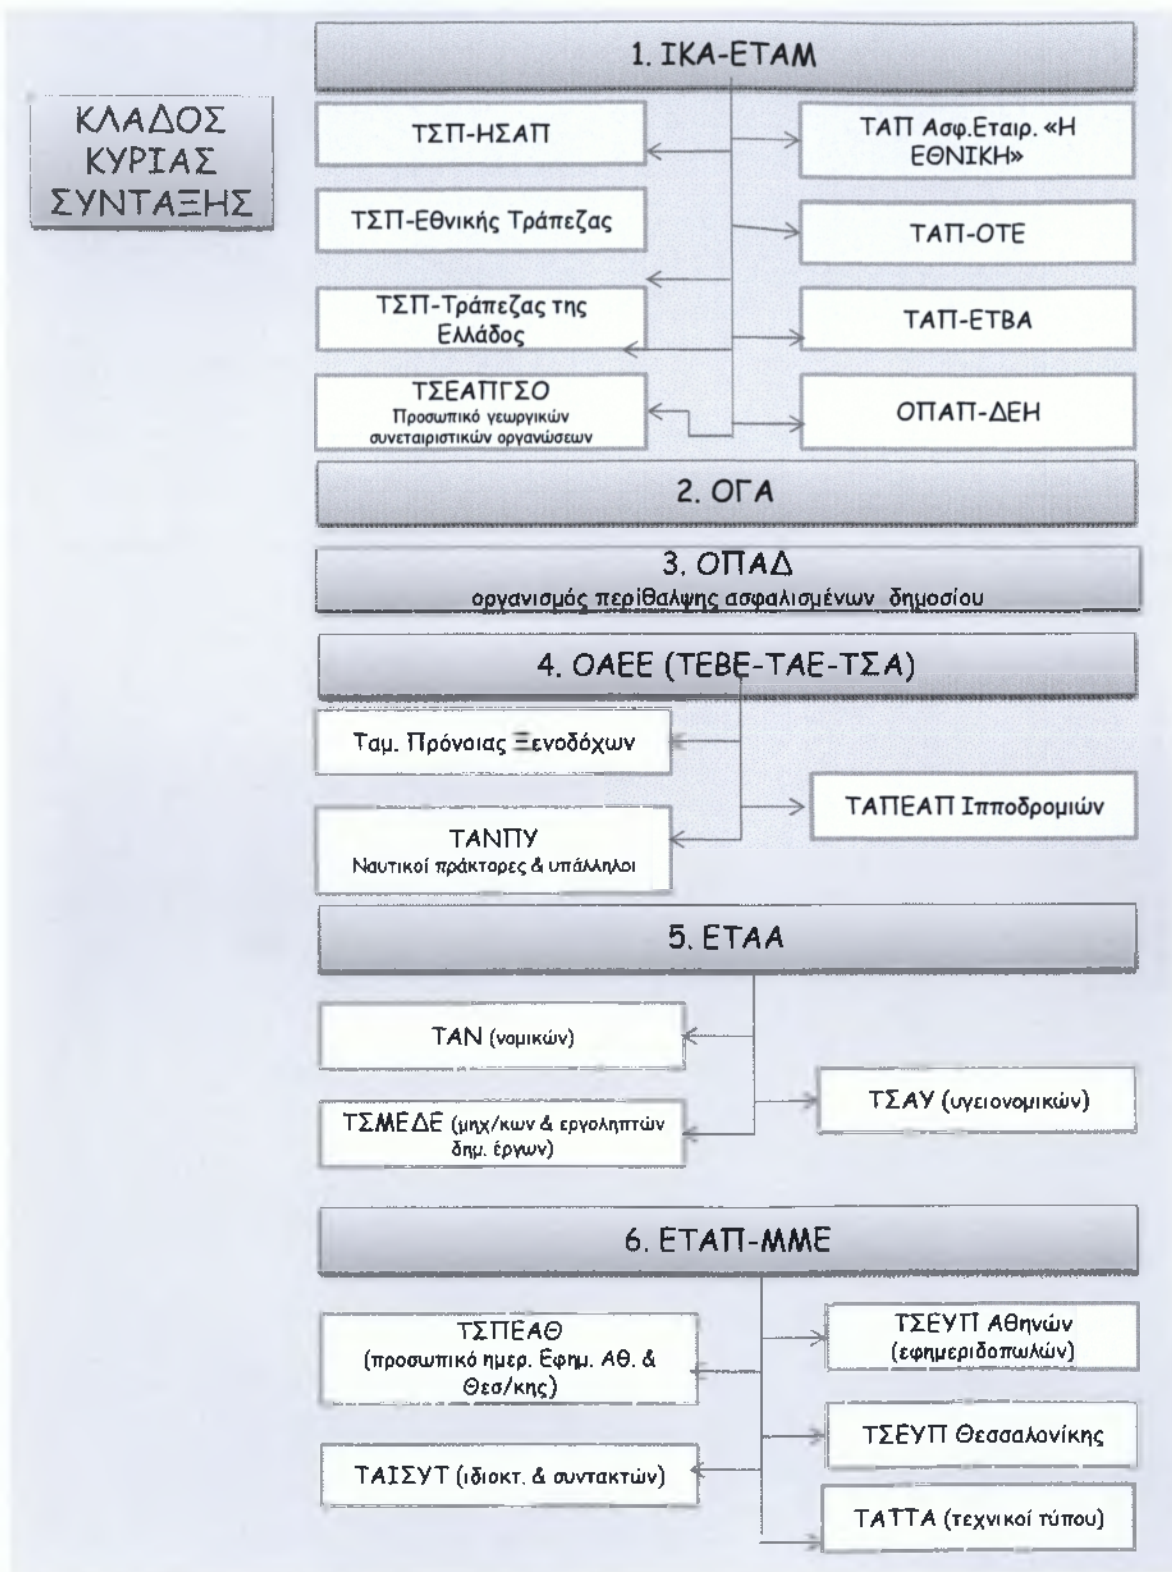 ΚΛΑΔΟΣ
ΚΥΡΙΑΣ
ΣΥΝΤΑΞΗΣ
1. ΙΚΑ-ΕΤΑΜ
ΤΣΠ-ΗΣΑΠ
ΤΑΠ Ασφ.Εταιρ. «Η
ΕΘΝΙΚΗ»
ΤΣΠ-Εθνικής Τράπεζας
ΤΑΠ-ΟΤΕ
ΤΣΠ-Τράπεζας της
Ελλάδος
ΤΑΠ-ΕΤΒΑ
ΤΣΕΑΠΓΣΟ
Προσωπικό γεωργικών
συνεταιριστικών οργανώσεων
ΟΠΑΠ-ΔΕΗ
2. ΟΓΑ
3. ΟΠΑΔ
οργανισμός περίθαλψης ασφαλισμένων δημοσίου
4. ΟΑΕΕ (ΤΕΒΕ-ΤΑΕ-ΤΣΑ)
Ταμ. Πρόνοιας Ξενοδόχων
ΤΑΠΕΑΠ Ιπποδρομιών
ΤΑΝΠΥ
Ναυτικοί πράκτορες & υπάλληλοι
5. ΕΤΑΑ
ΤΑΝ (νομικών)
ΤΣΑΥ (υγειονομικών)
ΤΣΜΕΔΕ (μηχ/κων & εργοληπτών
δημ. έργων)
6. ΕΤΑΠ-ΜΜΕ
ΤΣΠΕΑΘ
(προσωπικό ημερ. Εφημ. Αθ. &
Θεσ/κης)
ΤΣΕΥΠ Αθηνών
(εφημεριδοπωλών)
ΤΣΕΥΠ Θεσσαλονίκης
ΤΑΙΣΥΤ (ιδιοκτ. & συντακτών)
ΤΑΤΤΑ (τεχνικοί τύπου)